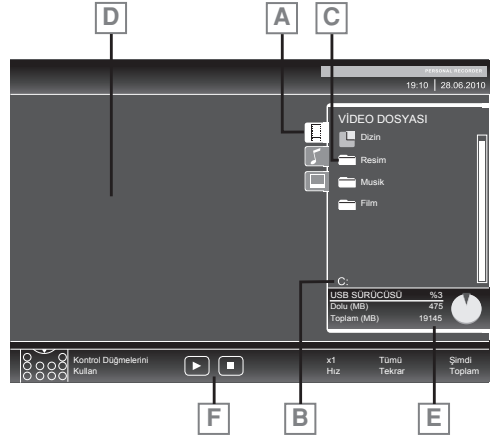 D
A
C
PERSONAL RECORDER
19:10 | 28.06.2010
VİDEO DOSYASI
Dizin
Resim
Musik
Film
C:
USB SÜRÜCÜSÜ %3
Dolu (MB) 475
Toplam (MB) 19145
Kontrol Düğmelerini
Kullan
x1 Tümü Şimdi
Hız Tekrar Toplam
F
B
E